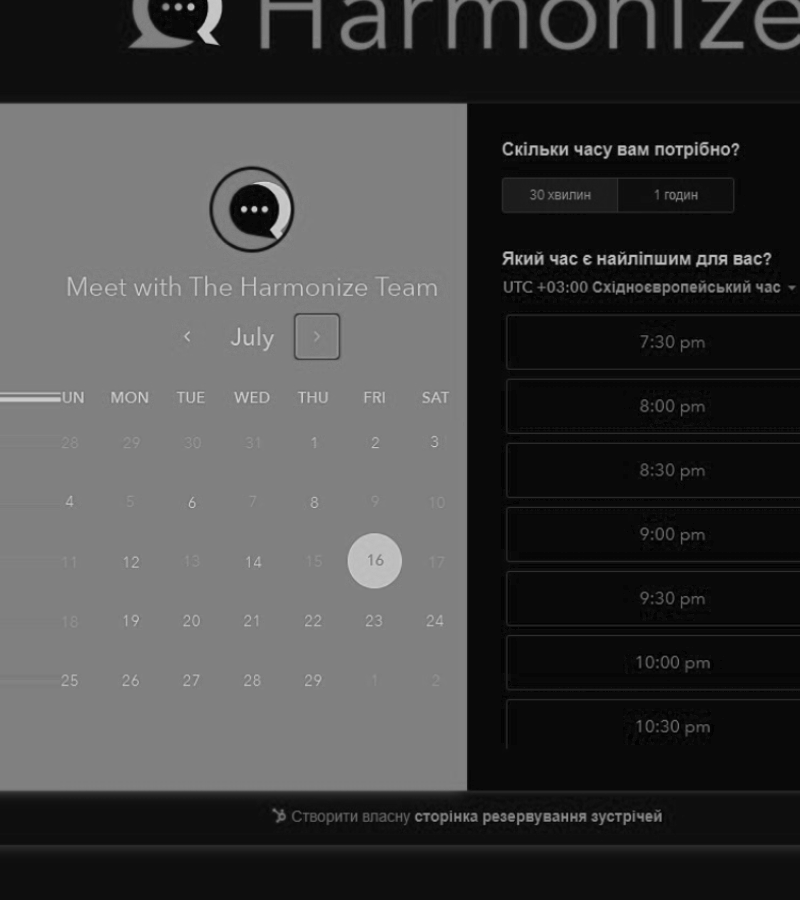 Harmonize
Meet with The Harmonize Team
July
UN MON TUE WED THU FRI SAT
28 29 30 31 1 2 3
4 5 6 7 8 9 10
11 12 13 14 15 16 17
18 19 20 21 22 23 24
25 26 27 28 29 1 2
Скільки часу вам потрібно?
30 хвилин 1 годин
Який час є найліпшим для вас?
UTC +03:00 Східноєвропейський час
7:30 pm
8:00 pm
8:30 pm
9:00 pm
9:30 pm
10:00 pm
10:30 pm
Створити власну сторінка резервування зустрічей